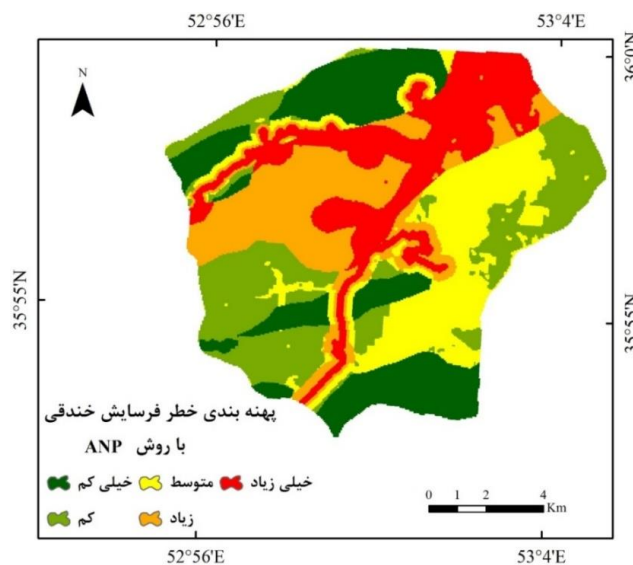 52°56'E 53°4'E
36°0'N
N
35°55'N
35°55'N
پهنه بندی خطر فرسایش خندقی
با روش ANP
خیلی زیاد متوسط خیلی کم
زیاد کم
0 1 2 4
Km
52°56'E 53°4'E